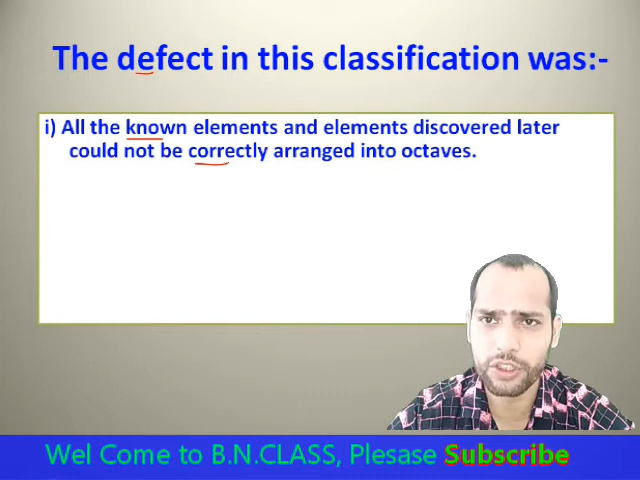 The defect in this classification was:-
i) All the known elements and elements discovered later
could not be correctly arranged into octaves.
Wel Come to B.N.CLASS, Plesase Subscribe